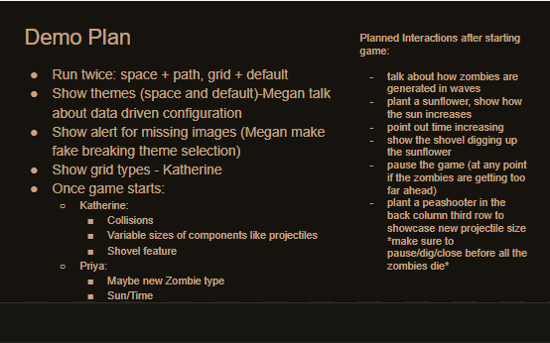 Demo Plan
● Run twice: space + path, grid + default
● Show themes (space and default)-Megan talk
about data driven configuration
● Show alert for missing images (Megan make
fake breaking theme selection)
● Show grid types - Katherine
● Once game starts:
○ Katherine:
■ Collisions
■ Variable sizes of components like projectiles
■ Shovel feature
○ Priya:
■ Maybe new Zombie type
■ Sun/Time
Planned Interactions after starting
game:
- talk about how zombies are
generated in waves
- plant a sunflower, show how
the sun increases
- point out time increasing
- show the shovel digging up
the sunflower
- pause the game (at any point
if the zombies are getting too
far ahead)
- plant a peashooter in the
back column third row to
showcase new projectile size
*make sure to
pause/dig/close before all the
zombies die*